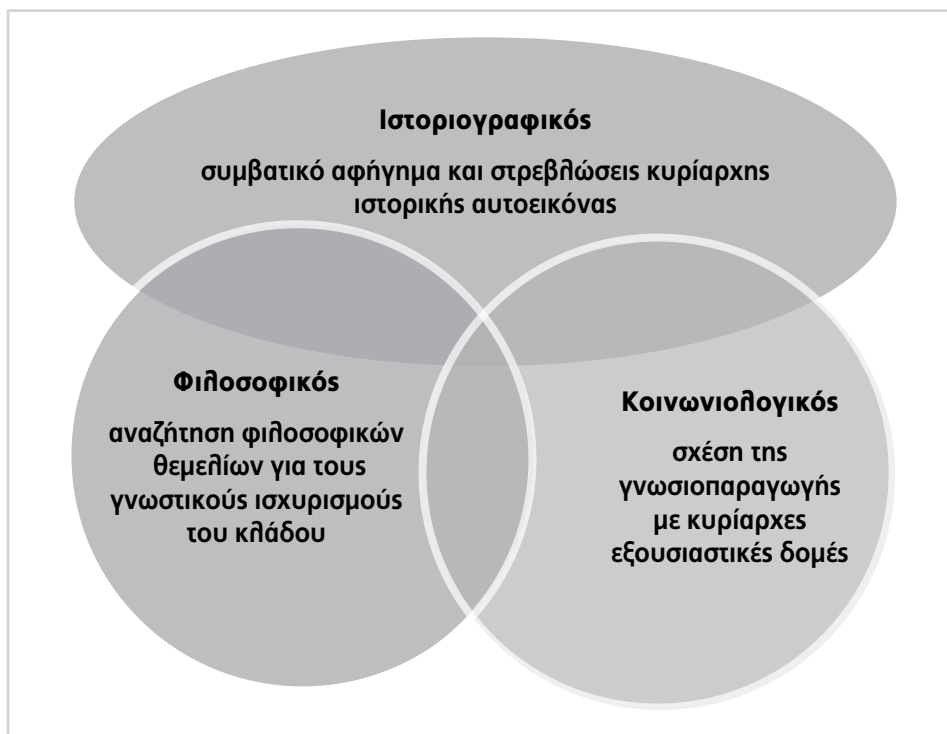 Ιστοριογραφικός
συμβατικό αφήγημα και στρεβλώσεις κυρίαρχης
ιστορικής αυτοεικόνας
Φιλοσοφικός
αναζήτηση φιλοσοφικών
θεμελίων για τους
γνωστικούς ισχυρισμούς
του κλάδου
Κοινωνιολογικός
σχέση της
γνωσιοπαραγωγής
με κυρίαρχες
εξουσιαστικές δομές